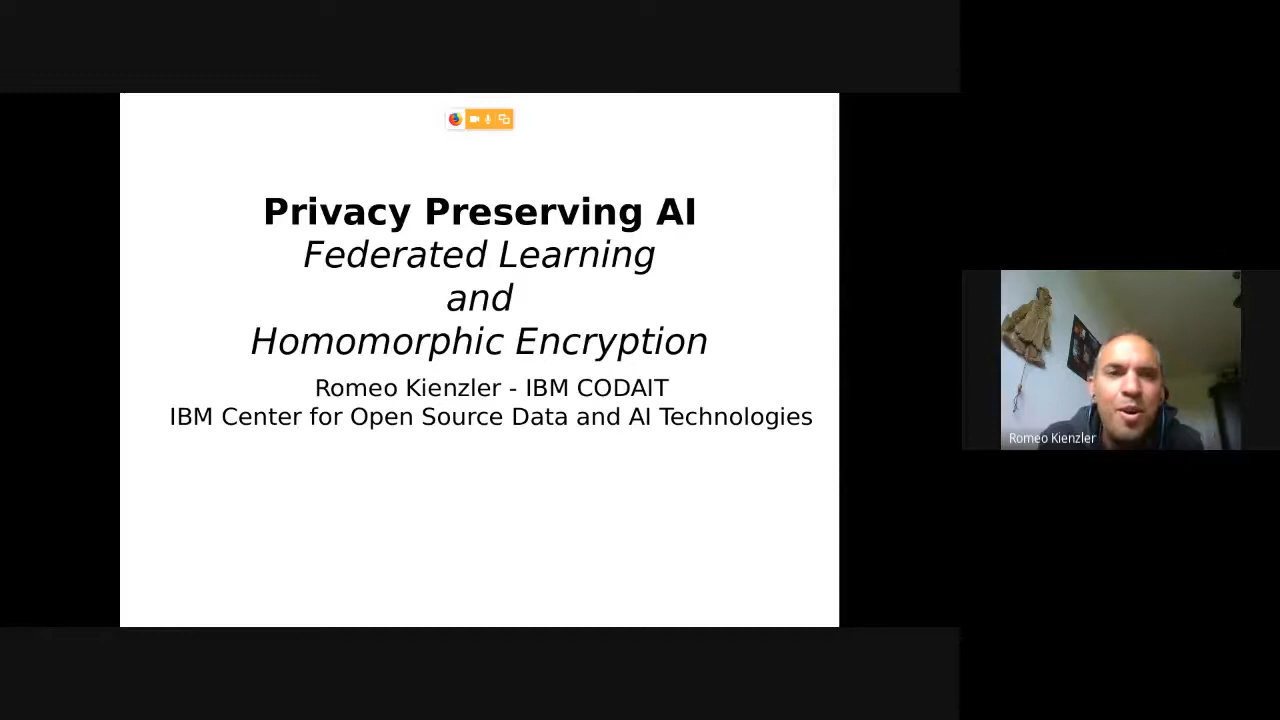 Privacy Preserving AI
Federated Learning
and
Homomorphic Encryption
Romeo Kienzler - IBM CODAIT
IBM Center for Open Source Data and AI Technologies
Romeo Kienzler